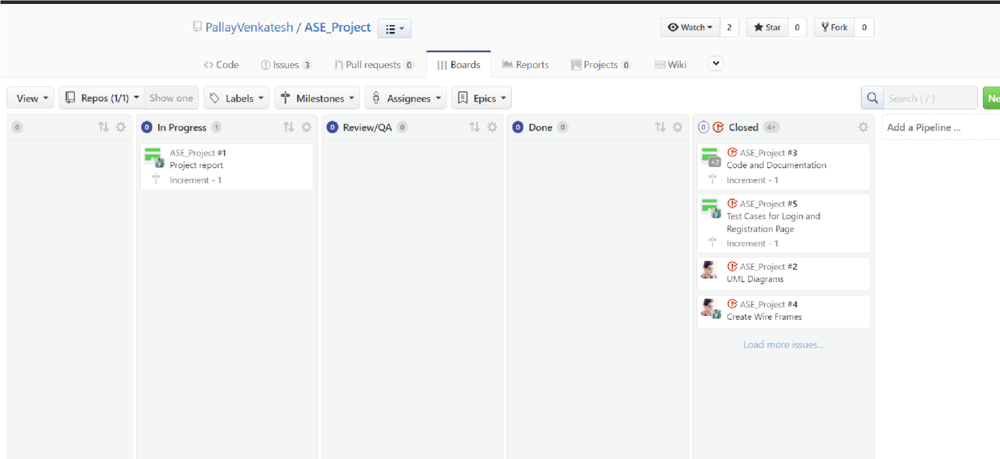 PallayVenkatesh / ASE_Project
Watch 2 Star 0 Fork 0
Code Issues 3 Pull requests 0 Boards Reports Projects 0 Wiki
View Repos (1/1) Show one Labels Milestones Assignees Epics Search ( / ) Ne
0
0 In Progress 1
ASE_Project #1
Project report
Increment - 1
0 Review/QA 0
0 Done 0
0 Closed 4+
+2
ASE_Project #3
Code and Documentation
Increment - 1
ASE_Project #5
Test Cases for Login and
Registration Page
Increment - 1
ASE_Project #2
UML Diagrams
ASE_Project #4
Create Wire Frames
Load more issues...
Add a Pipeline ...